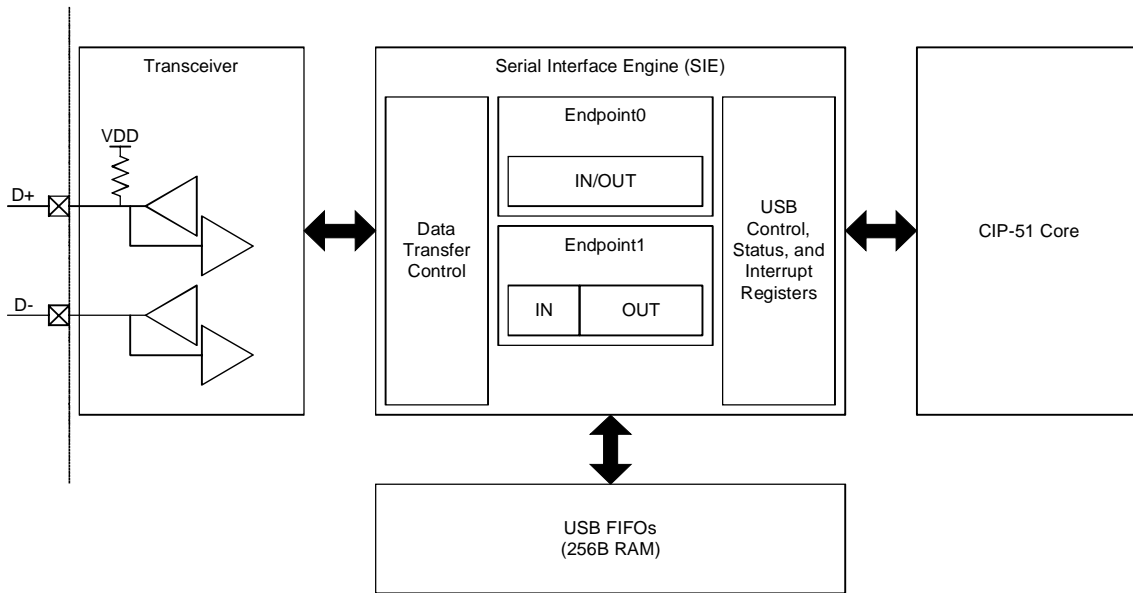 Transceiver
VDD
D+
D-
Serial Interface Engine (SIE)
Data
Transfer
Control
Endpoint0
IN/OUT
Endpoint1
IN
OUT
USB
Control,
Status, and
Interrupt
Registers
CIP-51 Core
USB FIFOs
(256B RAM)